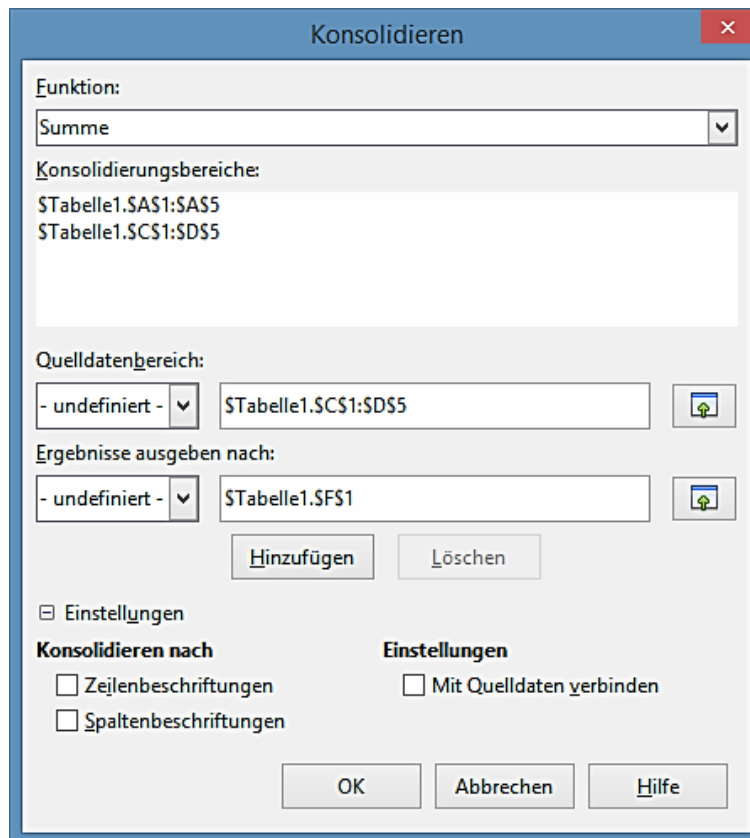 Konsolidieren
Funktion:
Summe
Konsolidierungsbereiche:
$Tabelle1.$A$1:$A$5
$Tabelle1.$C$1:$D$5
Quelldatenbereich:
- undefiniert - $Tabelle1.$C$1:$D$5
Ergebnisse ausgeben nach:
- undefiniert - $Tabelle1.$F$1
Hinzufügen Löschen
Einstellungen
Konsolidieren nach Einstellungen
Zeilenbeschriftungen Mit Quelldaten verbinden
Spaltenbeschriftungen
OK Abbrechen Hilfe